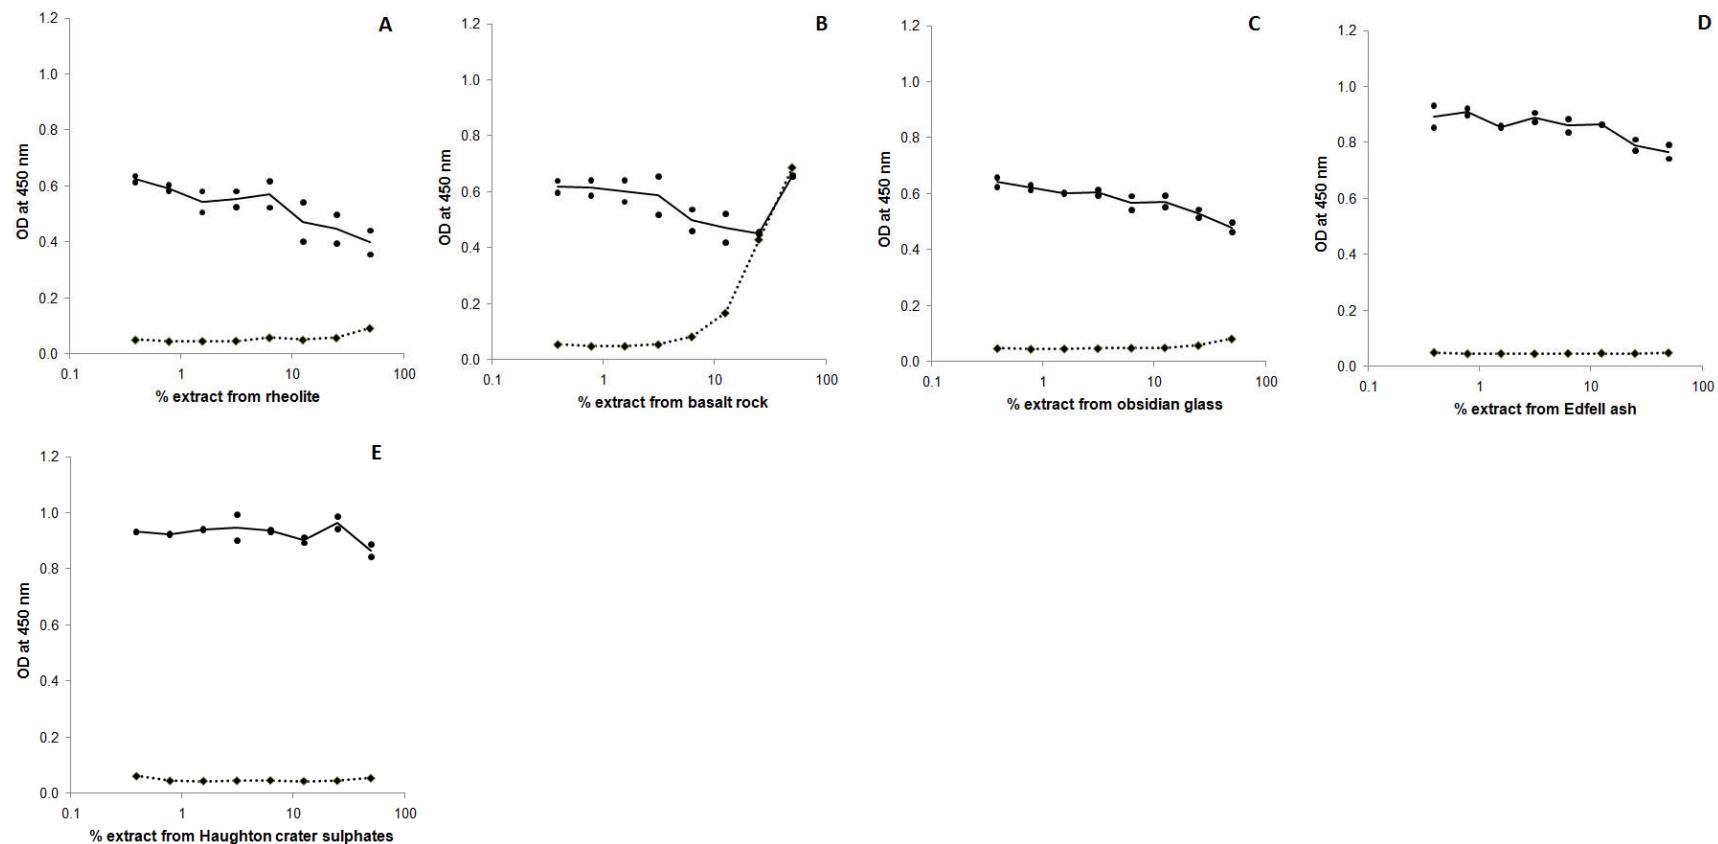 A
1.2
1.0
0.8
0.6
0.4
0.2
0.0
OD at 450 nm
0.1 1 10 100
% extract from rheolite
B
1.2
1.0
0.8
0.6
0.4
0.2
0.0
OD at 450 nm
0.1 1 10 100
% extract from basalt rock
C
1.2
1.0
0.8
0.6
0.4
0.2
0.0
OD at 450 nm
0.1 1 10 100
% extract from obsidian glass
D
1.2
1.0
0.8
0.6
0.4
0.2
0.0
OD at 450 nm
0.1 1 10 100
% extract from Edfell ash
E
1.2
1.0
0.8
0.6
0.4
0.2
0.0
OD at 450 nm
0.1 1 10 100
% extract from Haughton crater sulphates